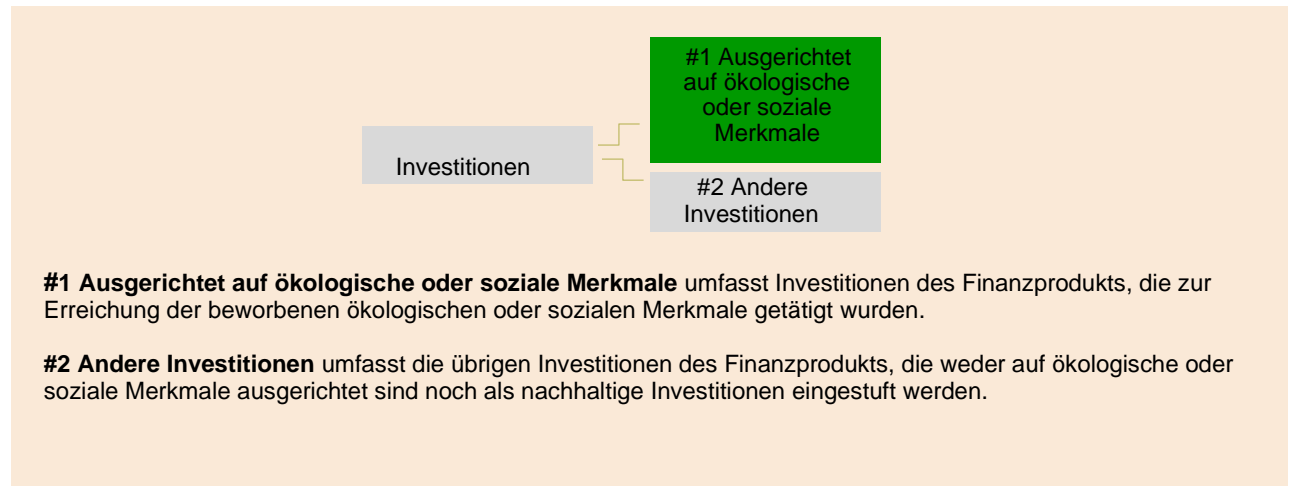 #1 Ausgerichtet
auf ökologische
oder soziale
Merkmale
Investitionen
#2 Andere
Investitionen
#1 Ausgerichtet auf ökologische oder soziale Merkmale umfasst Investitionen des Finanzprodukts, die zur
Erreichung der beworbenen ökologischen oder sozialen Merkmale getätigt wurden.
#2 Andere Investitionen umfasst die übrigen Investitionen des Finanzprodukts, die weder auf ökologische oder
soziale Merkmale ausgerichtet sind noch als nachhaltige Investitionen eingestuft werden.